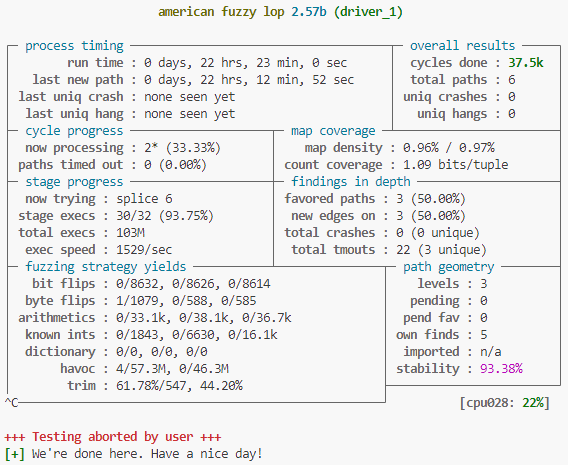 american fuzzy lop 2.57b (driver_1)
process timing overall results
run time : 0 days, 22 hrs, 23 min, 0 sec cycles done : 37.5k
last new path : 0 days, 22 hrs, 12 min, 52 sec total paths : 6
last uniq crash : none seen yet uniq crashes : 0
last uniq hang : none seen yet uniq hangs : 0
cycle progress map coverage
now processing : 2* (33.33%) map density : 0.96% / 0.97%
paths timed out : 0 (0.00%) count coverage : 1.09 bits/tuple
stage progress findings in depth
now trying : splice 6 favored paths : 3 (50.00%)
stage execs : 30/32 (93.75%) new edges on : 3 (50.00%)
total execs : 103M total crashes : 0 (0 unique)
exec speed : 1529/sec total tmouts : 22 (3 unique)
fuzzing strategy yields path geometry
bit flips : 0/8632, 0/8626, 0/8614 levels : 3
byte flips : 1/1079, 0/588, 0/585 pending : 0
arithmetics : 0/33.1k, 0/38.1k, 0/36.7k pend fav : 0
known ints : 0/1843, 0/6630, 0/16.1k own finds : 5
dictionary : 0/0, 0/0, 0/0 imported : n/a
havoc : 4/57.3M, 0/46.3M stability : 93.38%
trim : 61.78%/547, 44.20%
^C [cpu028: 22%]
+++ Testing aborted by user +++
[+] We're done here. Have a nice day!